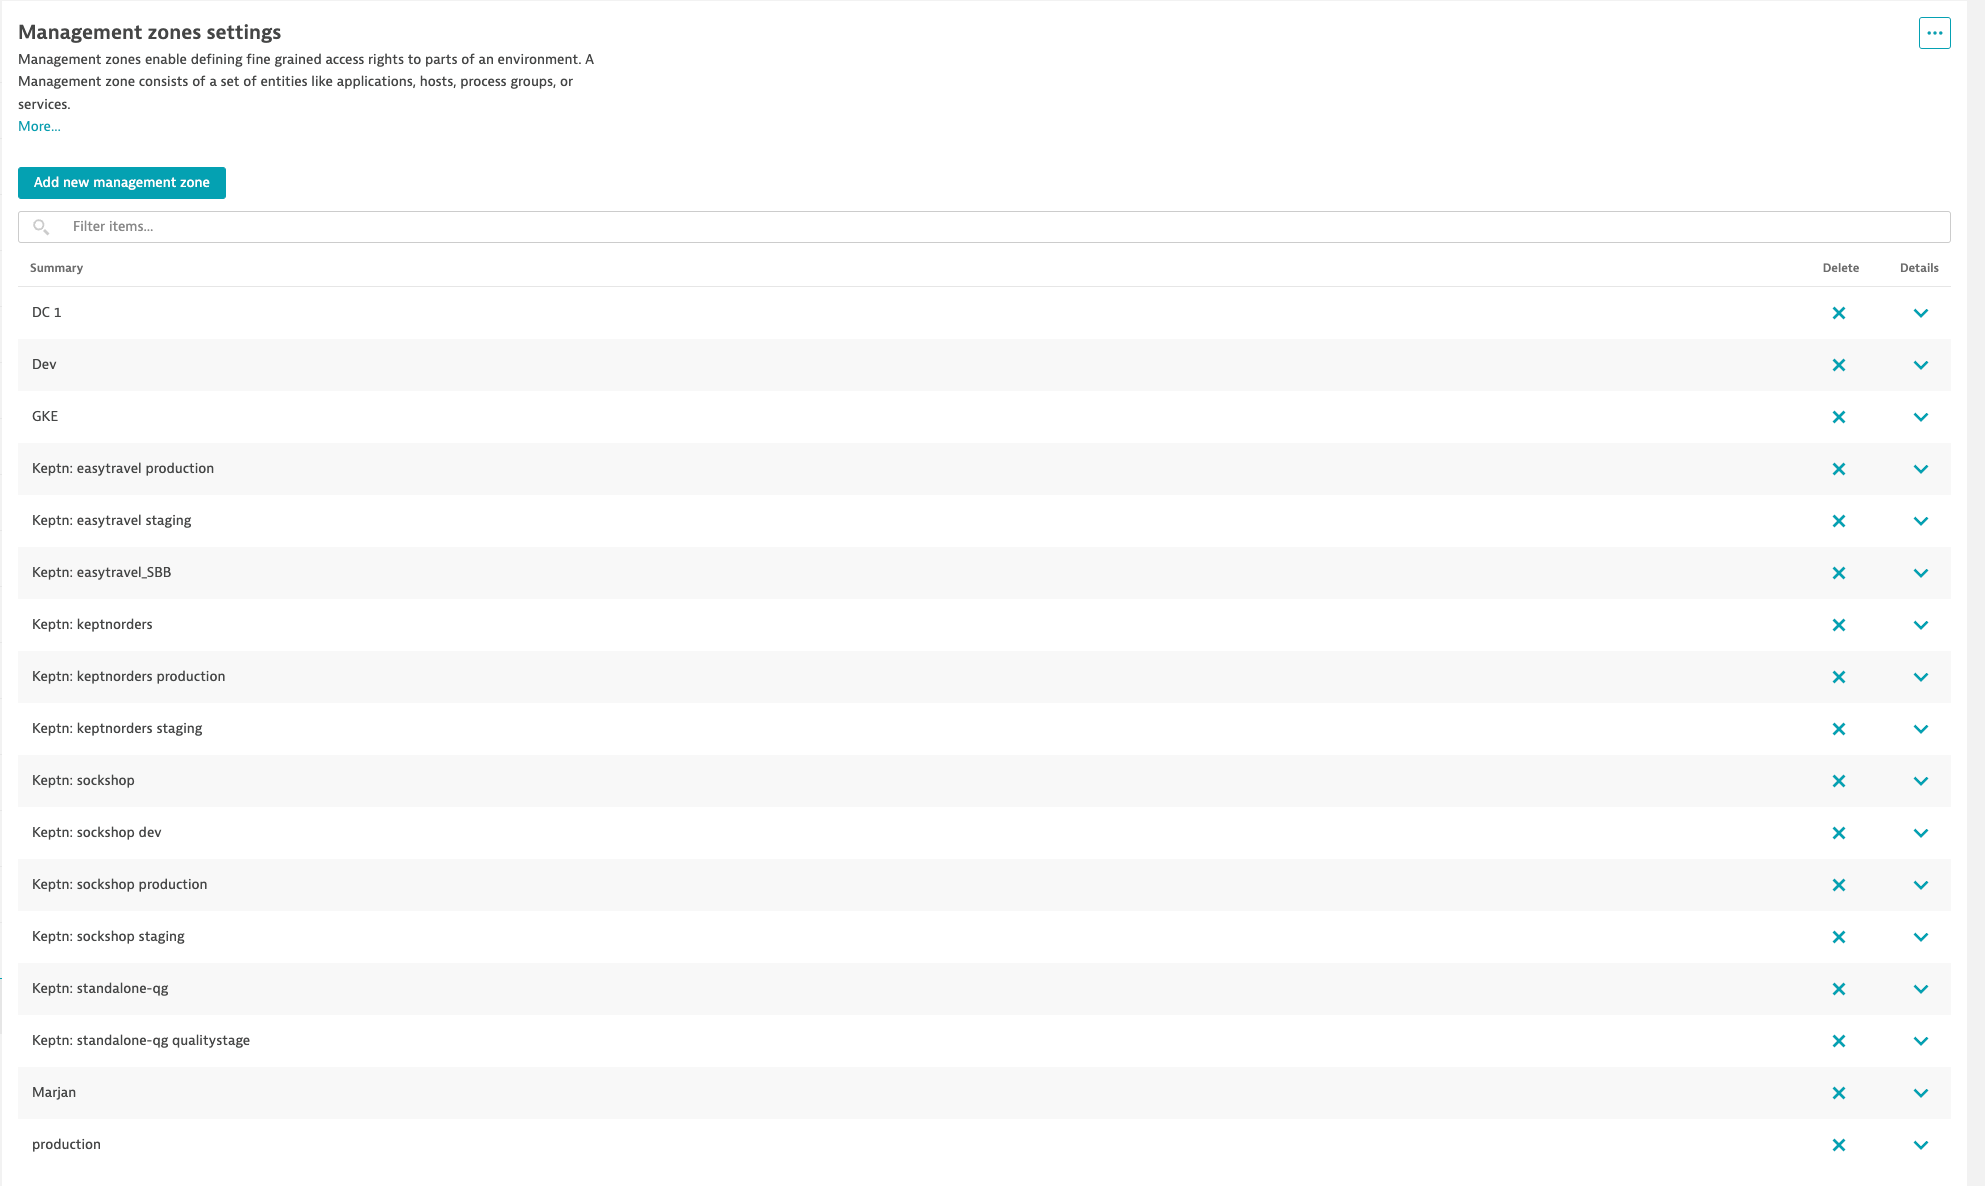 Management zones settings
Management zones enable defining fine grained access rights to parts of an environment. A
Management zone consists of a set of entities like applications, hosts, process groups, or
services.
More...
Add new management zone
Filter items...
Summary Delete Details
DC 1
Dev
GKE
Keptn: easytravel production
Keptn: easytravel staging
Keptn: easytravel_SBB
Keptn: keptnorders
Keptn: keptnorders production
Keptn: keptnorders staging
Keptn: sockshop
Keptn: sockshop dev
Keptn: sockshop production
Keptn: sockshop staging
Keptn: standalone-qg
Keptn: standalone-qg qualitystage
Marjan
production